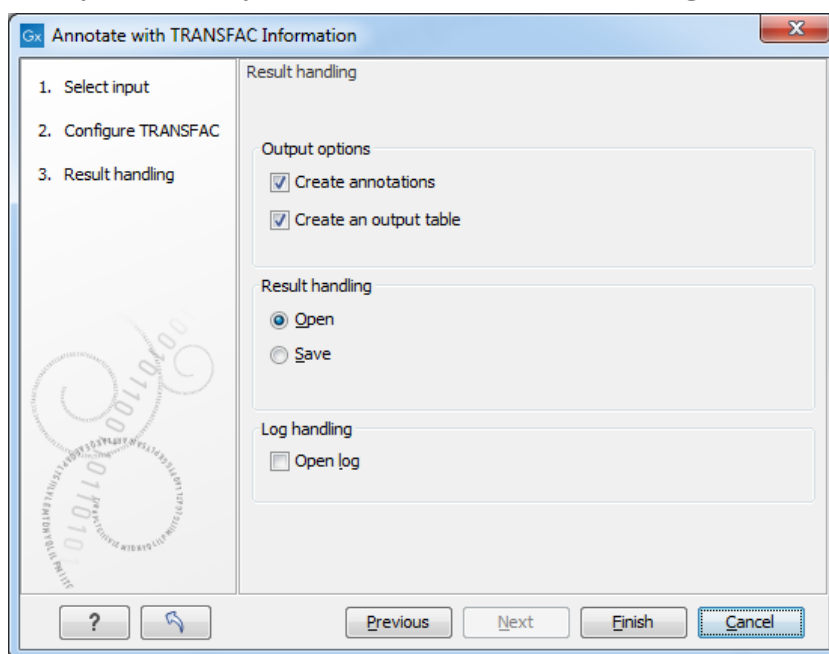 Gx Annotate with TRANSFAC Information
1. Select input
2. Configure TRANSFAC
3. Result handling
Result handling
Output options
Create annotations
Create an output table
Result handling
Open
Save
Log handling
Open log
?
Previous
Next
Finish
Cancel